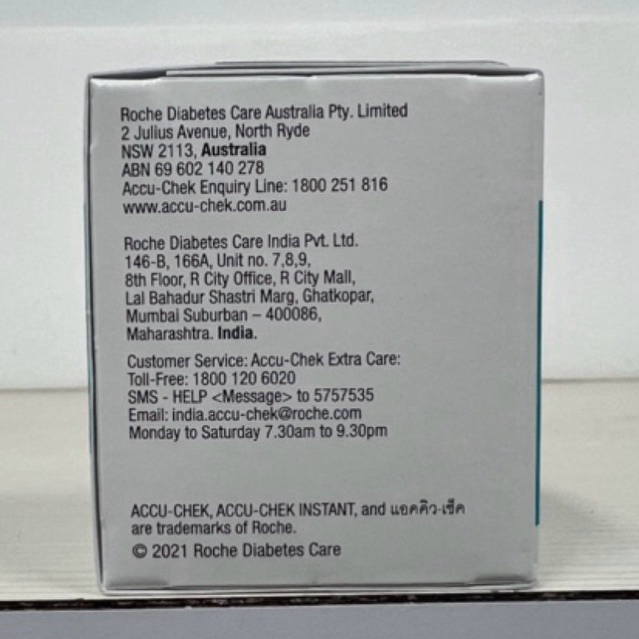 Roche Diabetes Care Australia Pty. Limited
2 Julius Avenue, North Ryde
NSW 2113, Australia
ABN 69 602 140 278
Accu-Chek Enquiry Line: 1800 251 816
www.accu-chek.com.au
Roche Diabetes Care India Pvt. Ltd.
146-B, 166A, Unit no. 7,8,9,
8th Floor, R City Office, R City Mall,
Lal Bahadur Shastri Marg, Ghatkopar,
Mumbai Suburban – 400086,
Maharashtra. India.
Customer Service: Accu-Chek Extra Care:
Toll-Free: 1800 120 6020
SMS - HELP <Message> to 5757535
Email: india.accu-chek@roche.com
Monday to Saturday 7.30am to 9.30pm
ACCU-CHEK, ACCU-CHEK INSTANT, and แอคคิว-เช็ค
are trademarks of Roche.
© 2021 Roche Diabetes Care